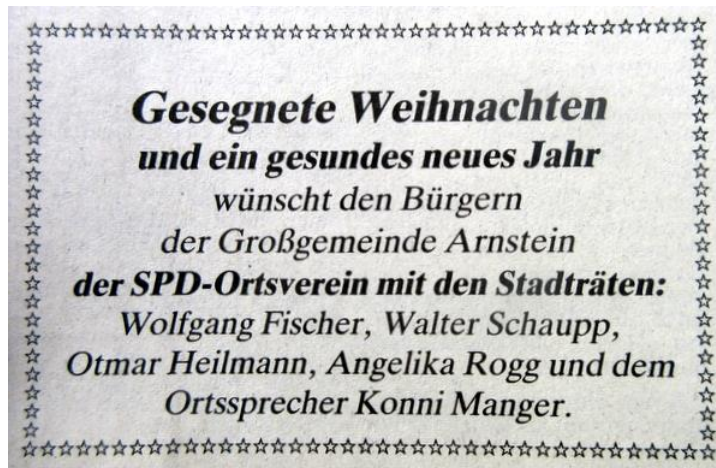 Gesegnete Weihnachten
und ein gesundes neues Jahr
wünscht den Bürgern
der Großgemeinde Arnstein
der SPD-Ortsverein mit den Stadträten:
Wolfgang Fischer, Walter Schaupp,
Otmar Heilmann, Angelika Rogg und dem
Ortssprecher Konni Manger.